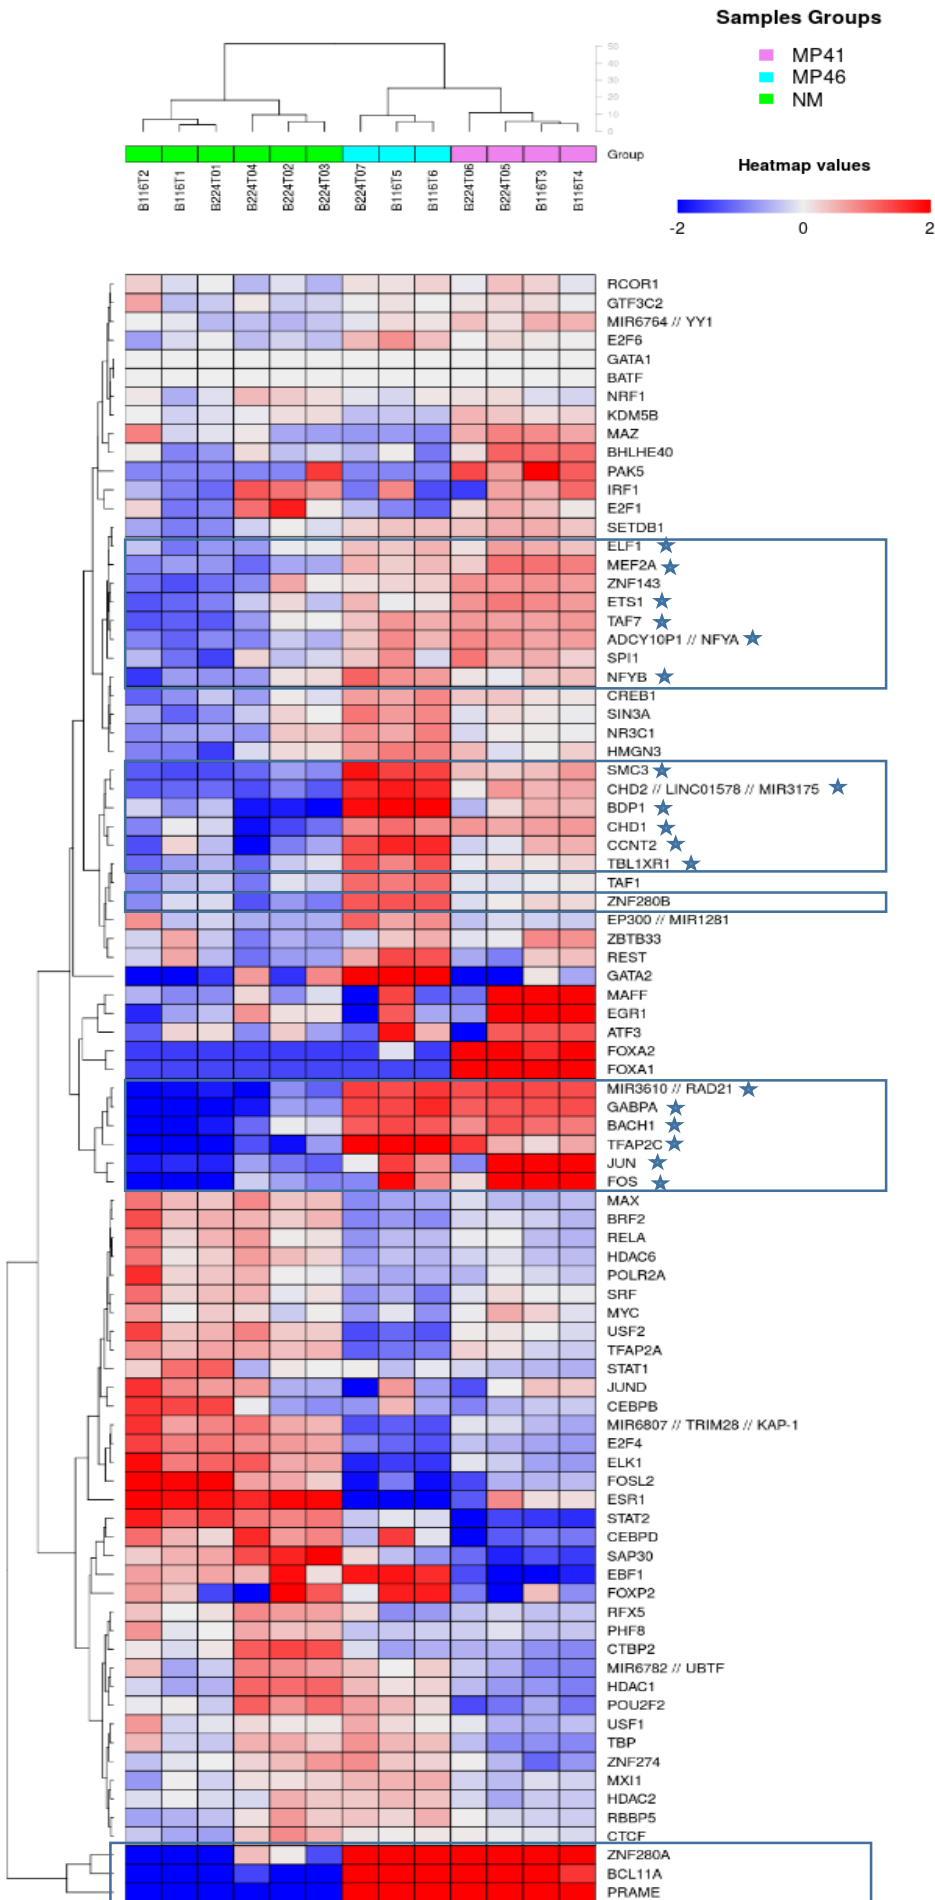 Samples Groups
MP41
MP46
NM
50
40
30
20
10
0
Group
B116T2
B116T1
B224T01
B224T04
B224T02
B224T03
B224T07
B116T5
B116T6
B224T06
B224T05
B116T3
B116T4
Heatmap values
-2 0 2
RCOR1
GTF3C2
MIR6764 // YY1
E2F6
GATA1
BATF
NRF1
KDM5B
MAZ
BHLHE40
PAK5
IRF1
E2F1
SETDB1
ELF1
MEF2A
ZNF143
ETS1
TAF7
ADCY10P1 // NFYA
SPI1
NFYB
CREB1
SIN3A
NR3C1
HMGN3
SMC3
CHD2 // LINC01578 // MIR3175
BDP1
CHD1
CCNT2
TBL1XR1
TAF1
ZNF280B
EP300 // MIR1281
ZBTB33
REST
GATA2
MAFF
EGR1
ATF3
FOXA2
FOXA1
MIR3610 // RAD21
GABPA
BACH1
TFAP2C
JUN
FOS
MAX
BRF2
RELA
HDAC6
POLR2A
SRF
MYC
USF2
TFAP2A
STAT1
JUND
CEBPB
MIR6807 // TRIM28 // KAP-1
E2F4
ELK1
FOSL2
ESR1
STAT2
CEBPD
SAP30
EBF1
FOXP2
RFX5
PHF8
CTBP2
MIR6782 // UBTF
HDAC1
POU2F2
USF1
TBP
ZNF274
MXI1
HDAC2
RBBP5
CTCF
ZNF280A
BCL11A
PRAME